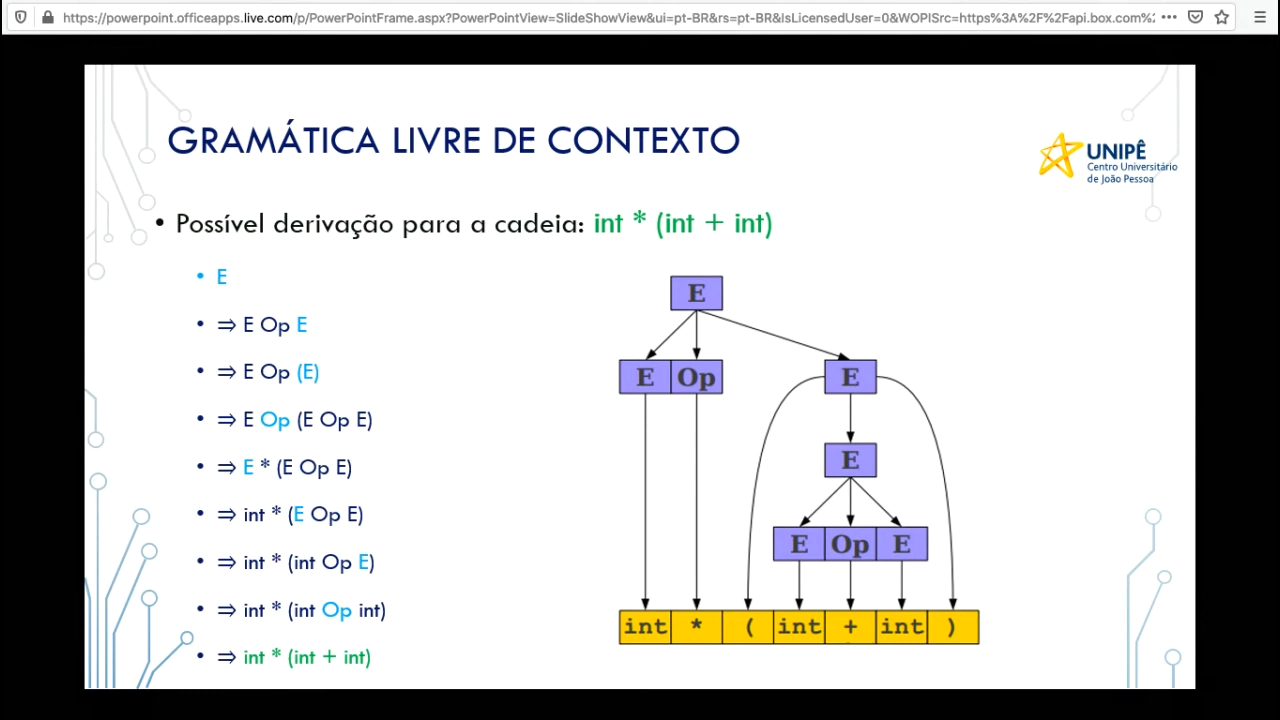 https://powerpoint.officeapps.live.com/p/PowerPointFrame.aspx?PowerPointView=SlideShowView&ui=pt-BR&rs=pt-BR&IsLicensedUser=0&WOPISrc=https%3A%2F%2Fapi.box.com%2
GRAMÁTICA LIVRE DE CONTEXTO
UNIPÊ
Centro Universitário
de João Pessoa
• Possível derivação para a cadeia: int * (int + int)
• E
• ⇒ E Op E
• ⇒ E Op (E)
• ⇒ E Op (E Op E)
• ⇒ E * (E Op E)
• ⇒ int * (E Op E)
• ⇒ int * (int Op E)
• ⇒ int * (int Op int)
• ⇒ int * (int + int)
E
E Op E
E
E Op E
int * ( int + int )